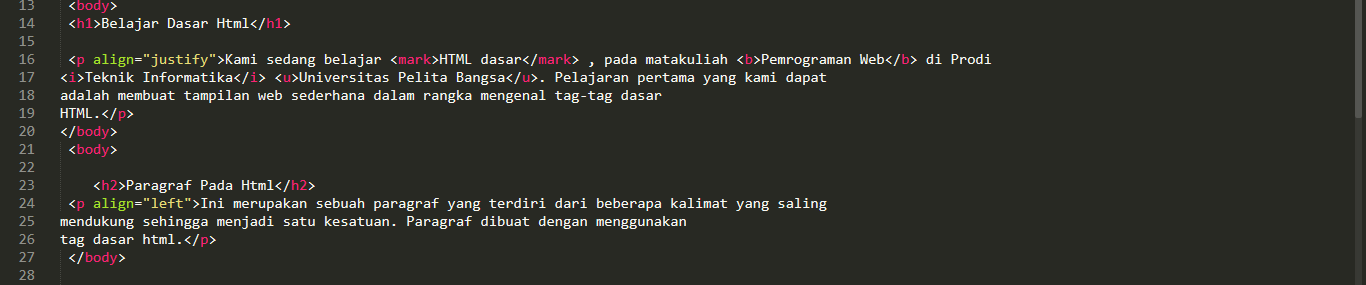 13 <body>
14 <h1>Belajar Dasar Html</h1>
15
16 <p align="justify">Kami sedang belajar <mark>HTML dasar</mark> , pada matakuliah <b>Pemrograman Web</b> di Prodi
17 <i>Teknik Informatika</i> <u>Universitas Pelita Bangsa</u>. Pelajaran pertama yang kami dapat
18 adalah membuat tampilan web sederhana dalam rangka mengenal tag-tag dasar
19 HTML.</p>
20 </body>
21 <body>
22
23 <h2>Paragraf Pada Html</h2>
24 <p align="left">Ini merupakan sebuah paragraf yang terdiri dari beberapa kalimat yang saling
25 mendukung sehingga menjadi satu kesatuan. Paragraf dibuat dengan menggunakan
26 tag dasar html.</p>
27 </body>
28